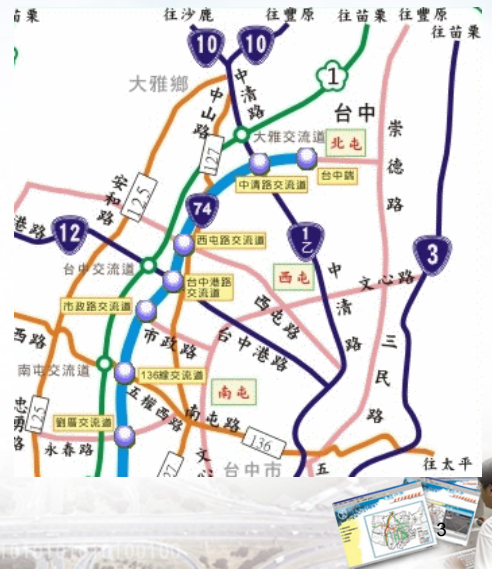 苗栗
往沙鹿
往豐原
往苗栗
往豐原
往苗栗
10
10
1
大雅鄉
中山路
中清路
台中
127
大雅交流道
北屯
崇德路
中清路交流道
台中端
安和路
125
74
港路
12
西屯路交流道
1乙
3
台中交流道
台中港路
交流道
西屯
中清路
文心路
市政路交流道
西屯路
市政路
台中港路
三民路
西路
南屯交流道
136線交流道
南屯
五權西路
忠勇路
125
劉厝交流道
南屯路
136
永春路
127
文心
台中市
五
往太平
3